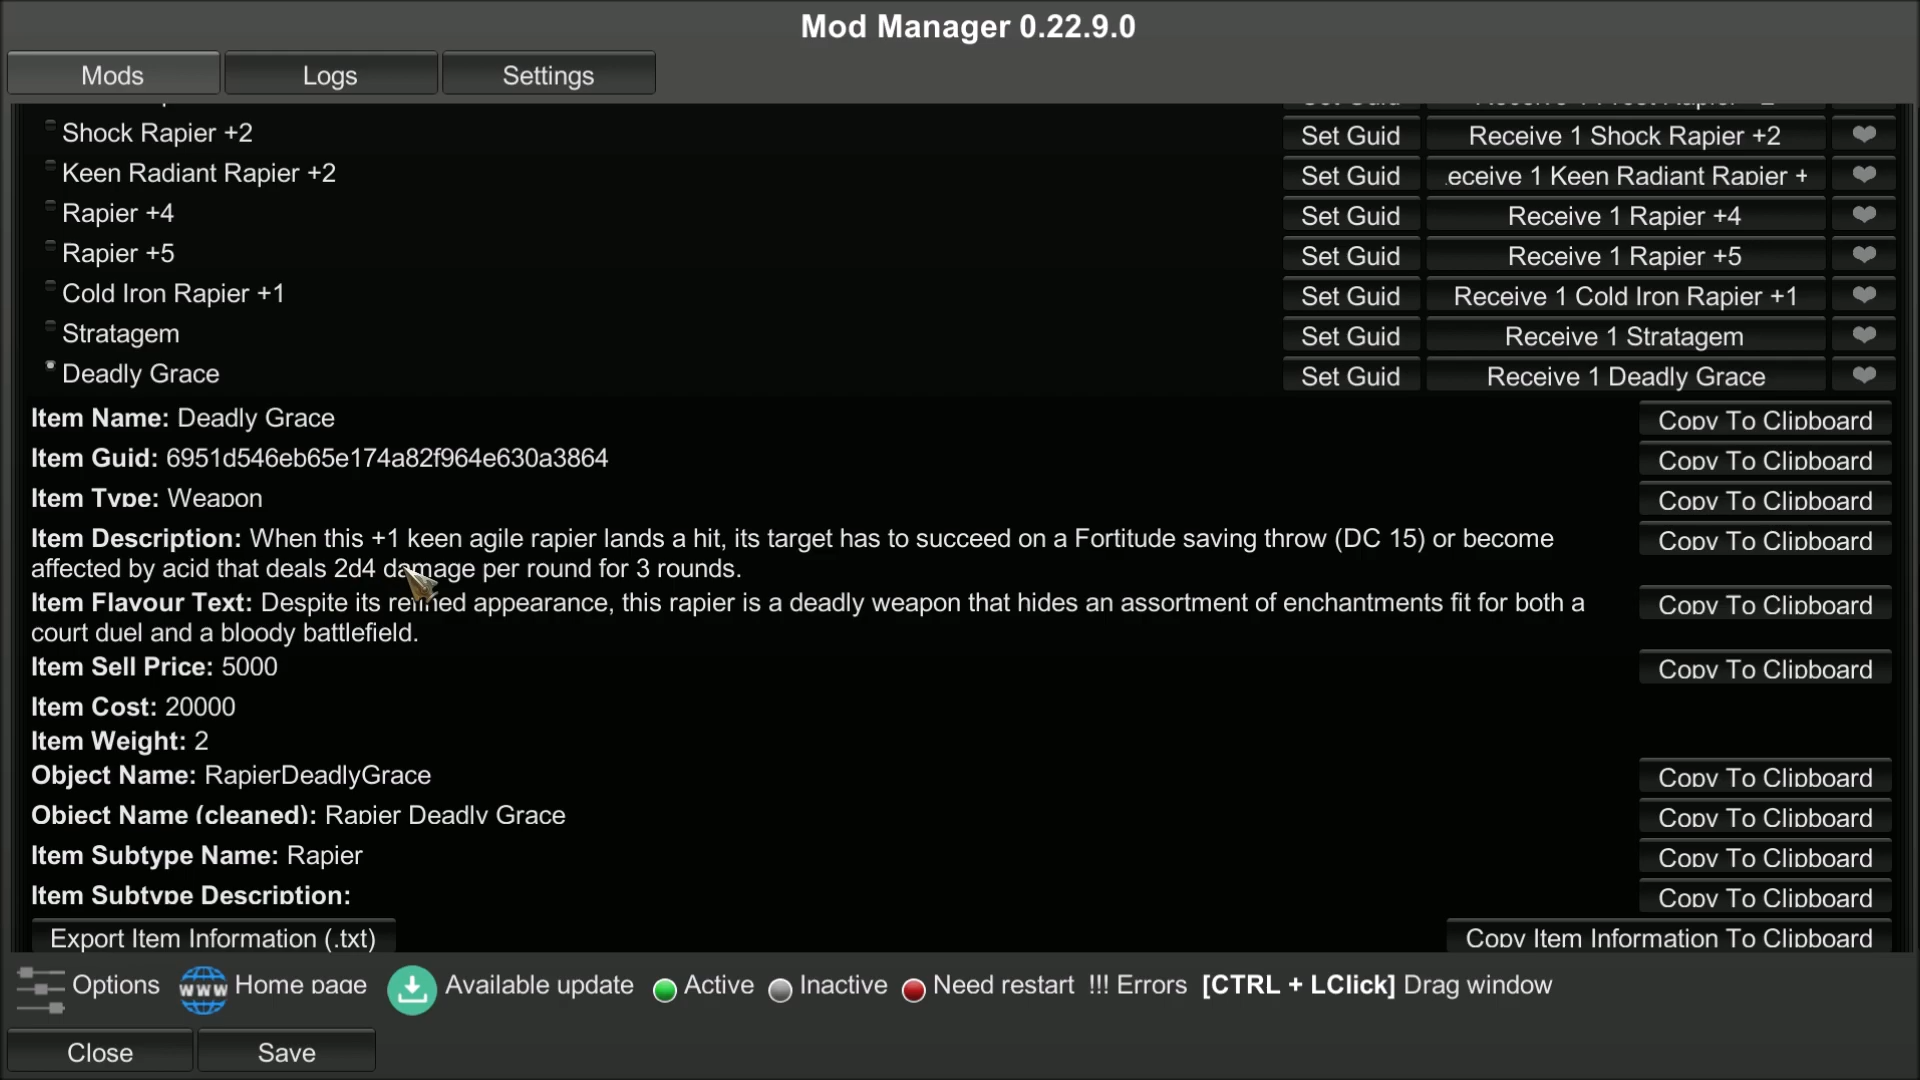 Mod Manager 0.22.9.0
Mods Logs Settings
Shock Rapier +2 Set Guid Receive 1 Shock Rapier +2
Keen Radiant Rapier +2 Set Guid eceive 1 Keen Radiant Rapier +
Rapier +4 Set Guid Receive 1 Rapier +4
Rapier +5 Set Guid Receive 1 Rapier +5
Cold Iron Rapier +1 Set Guid Receive 1 Cold Iron Rapier +1
Stratagem Set Guid Receive 1 Stratagem
Deadly Grace Set Guid Receive 1 Deadly Grace
Item Name: Deadly Grace Copy To Clipboard
Item Guid: 6951d546eb65e174a82f964e630a3864 Copy To Clipboard
Item Type: Weapon Copy To Clipboard
Item Description: When this +1 keen agile rapier lands a hit, its target has to succeed on a Fortitude saving throw (DC 15) or become Copy To Clipboard
affected by acid that deals 2d4 damage per round for 3 rounds.
Item Flavour Text: Despite its refined appearance, this rapier is a deadly weapon that hides an assortment of enchantments fit for both a Copy To Clipboard
court duel and a bloody battlefield.
Item Sell Price: 5000 Copy To Clipboard
Item Cost: 20000
Item Weight: 2
Object Name: RapierDeadlyGrace Copy To Clipboard
Object Name (cleaned): Rapier Deadly Grace Copy To Clipboard
Item Subtype Name: Rapier Copy To Clipboard
Item Subtype Description: Copy To Clipboard
Export Item Information (.txt) Copy Item Information To Clipboard
Options www Home page Available update Active Inactive Need restart !!! Errors [CTRL + LClick] Drag window
Close Save